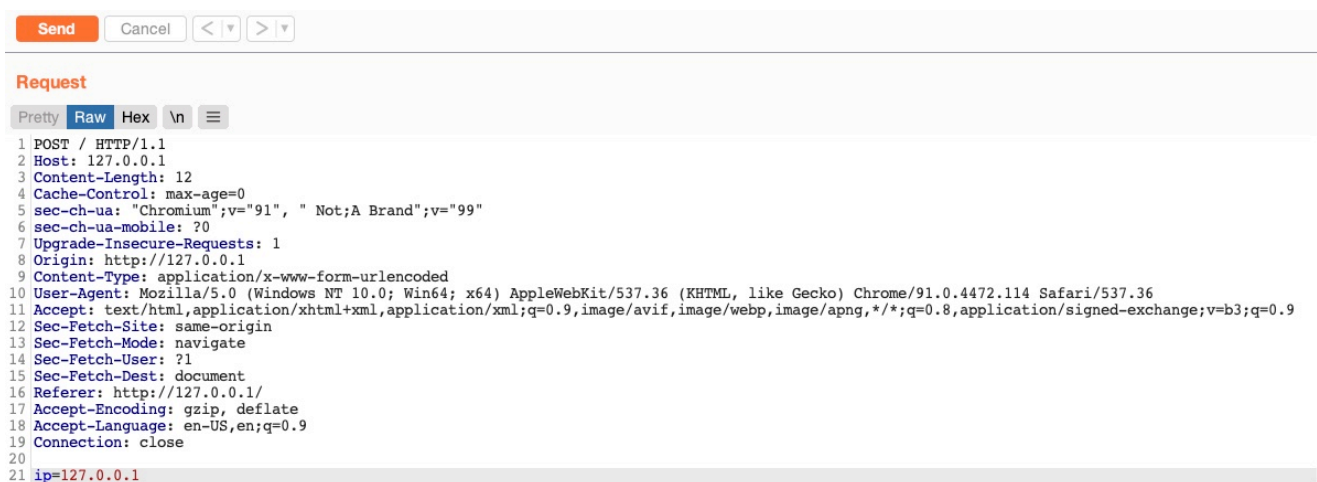 Send Cancel < >
Request
Pretty Raw Hex \n
1 POST / HTTP/1.1
2 Host: 127.0.0.1
3 Content-Length: 12
4 Cache-Control: max-age=0
5 sec-ch-ua: "Chromium";v="91", " Not;A Brand";v="99"
6 sec-ch-ua-mobile: ?0
7 Upgrade-Insecure-Requests: 1
8 Origin: http://127.0.0.1
9 Content-Type: application/x-www-form-urlencoded
10 User-Agent: Mozilla/5.0 (Windows NT 10.0; Win64; x64) AppleWebKit/537.36 (KHTML, like Gecko) Chrome/91.0.4472.114 Safari/537.36
11 Accept: text/html,application/xhtml+xml,application/xml;q=0.9,image/avif,image/webp,image/apng,*/*;q=0.8,application/signed-exchange;v=b3;q=0.9
12 Sec-Fetch-Site: same-origin
13 Sec-Fetch-Mode: navigate
14 Sec-Fetch-User: ?1
15 Sec-Fetch-Dest: document
16 Referer: http://127.0.0.1/
17 Accept-Encoding: gzip, deflate
18 Accept-Language: en-US,en;q=0.9
19 Connection: close
20
21 ip=127.0.0.1